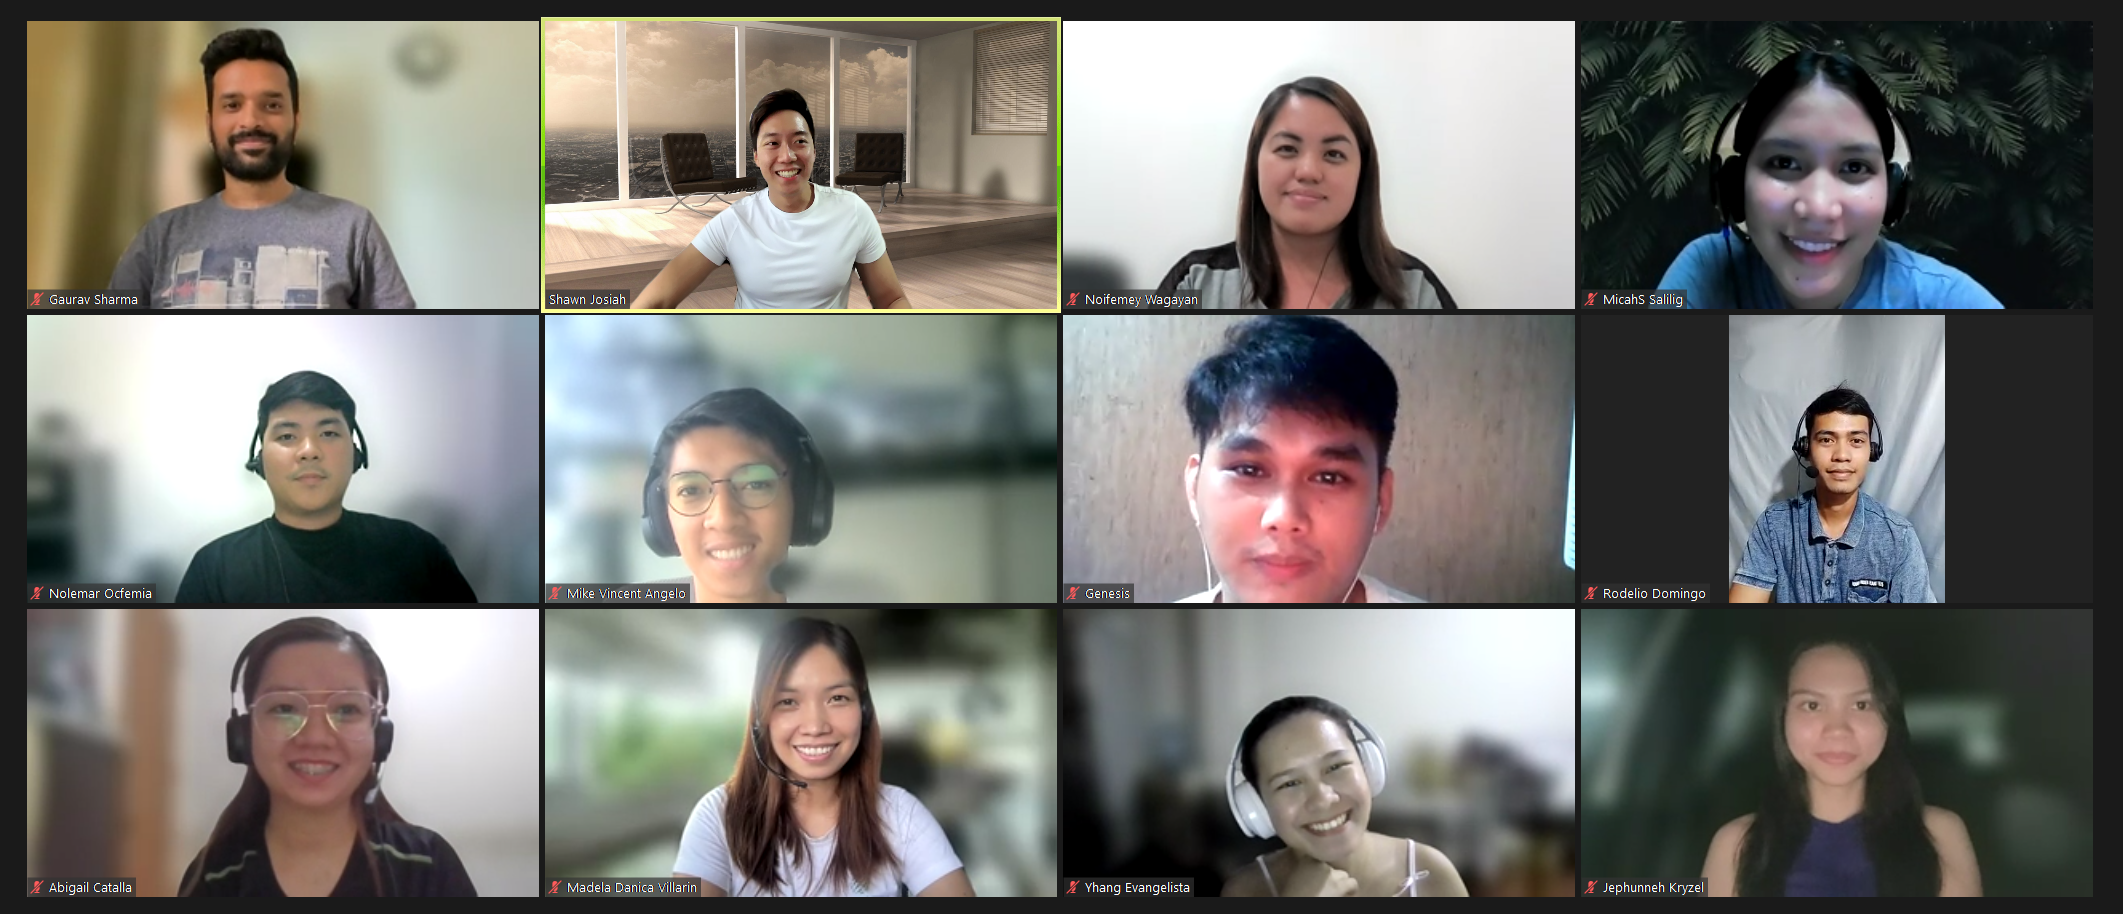 Gaurav Sharma
Shawn Josiah
Noifemey Wagayan
MicahS Salilig
Nolemar Ocfemia
Mike Vincent Angelo
Genesis
Rodelio Domingo
Abigail Catalla
Madela Danica Villarin
Yhang Evangelista
Jephunneh Kryzel